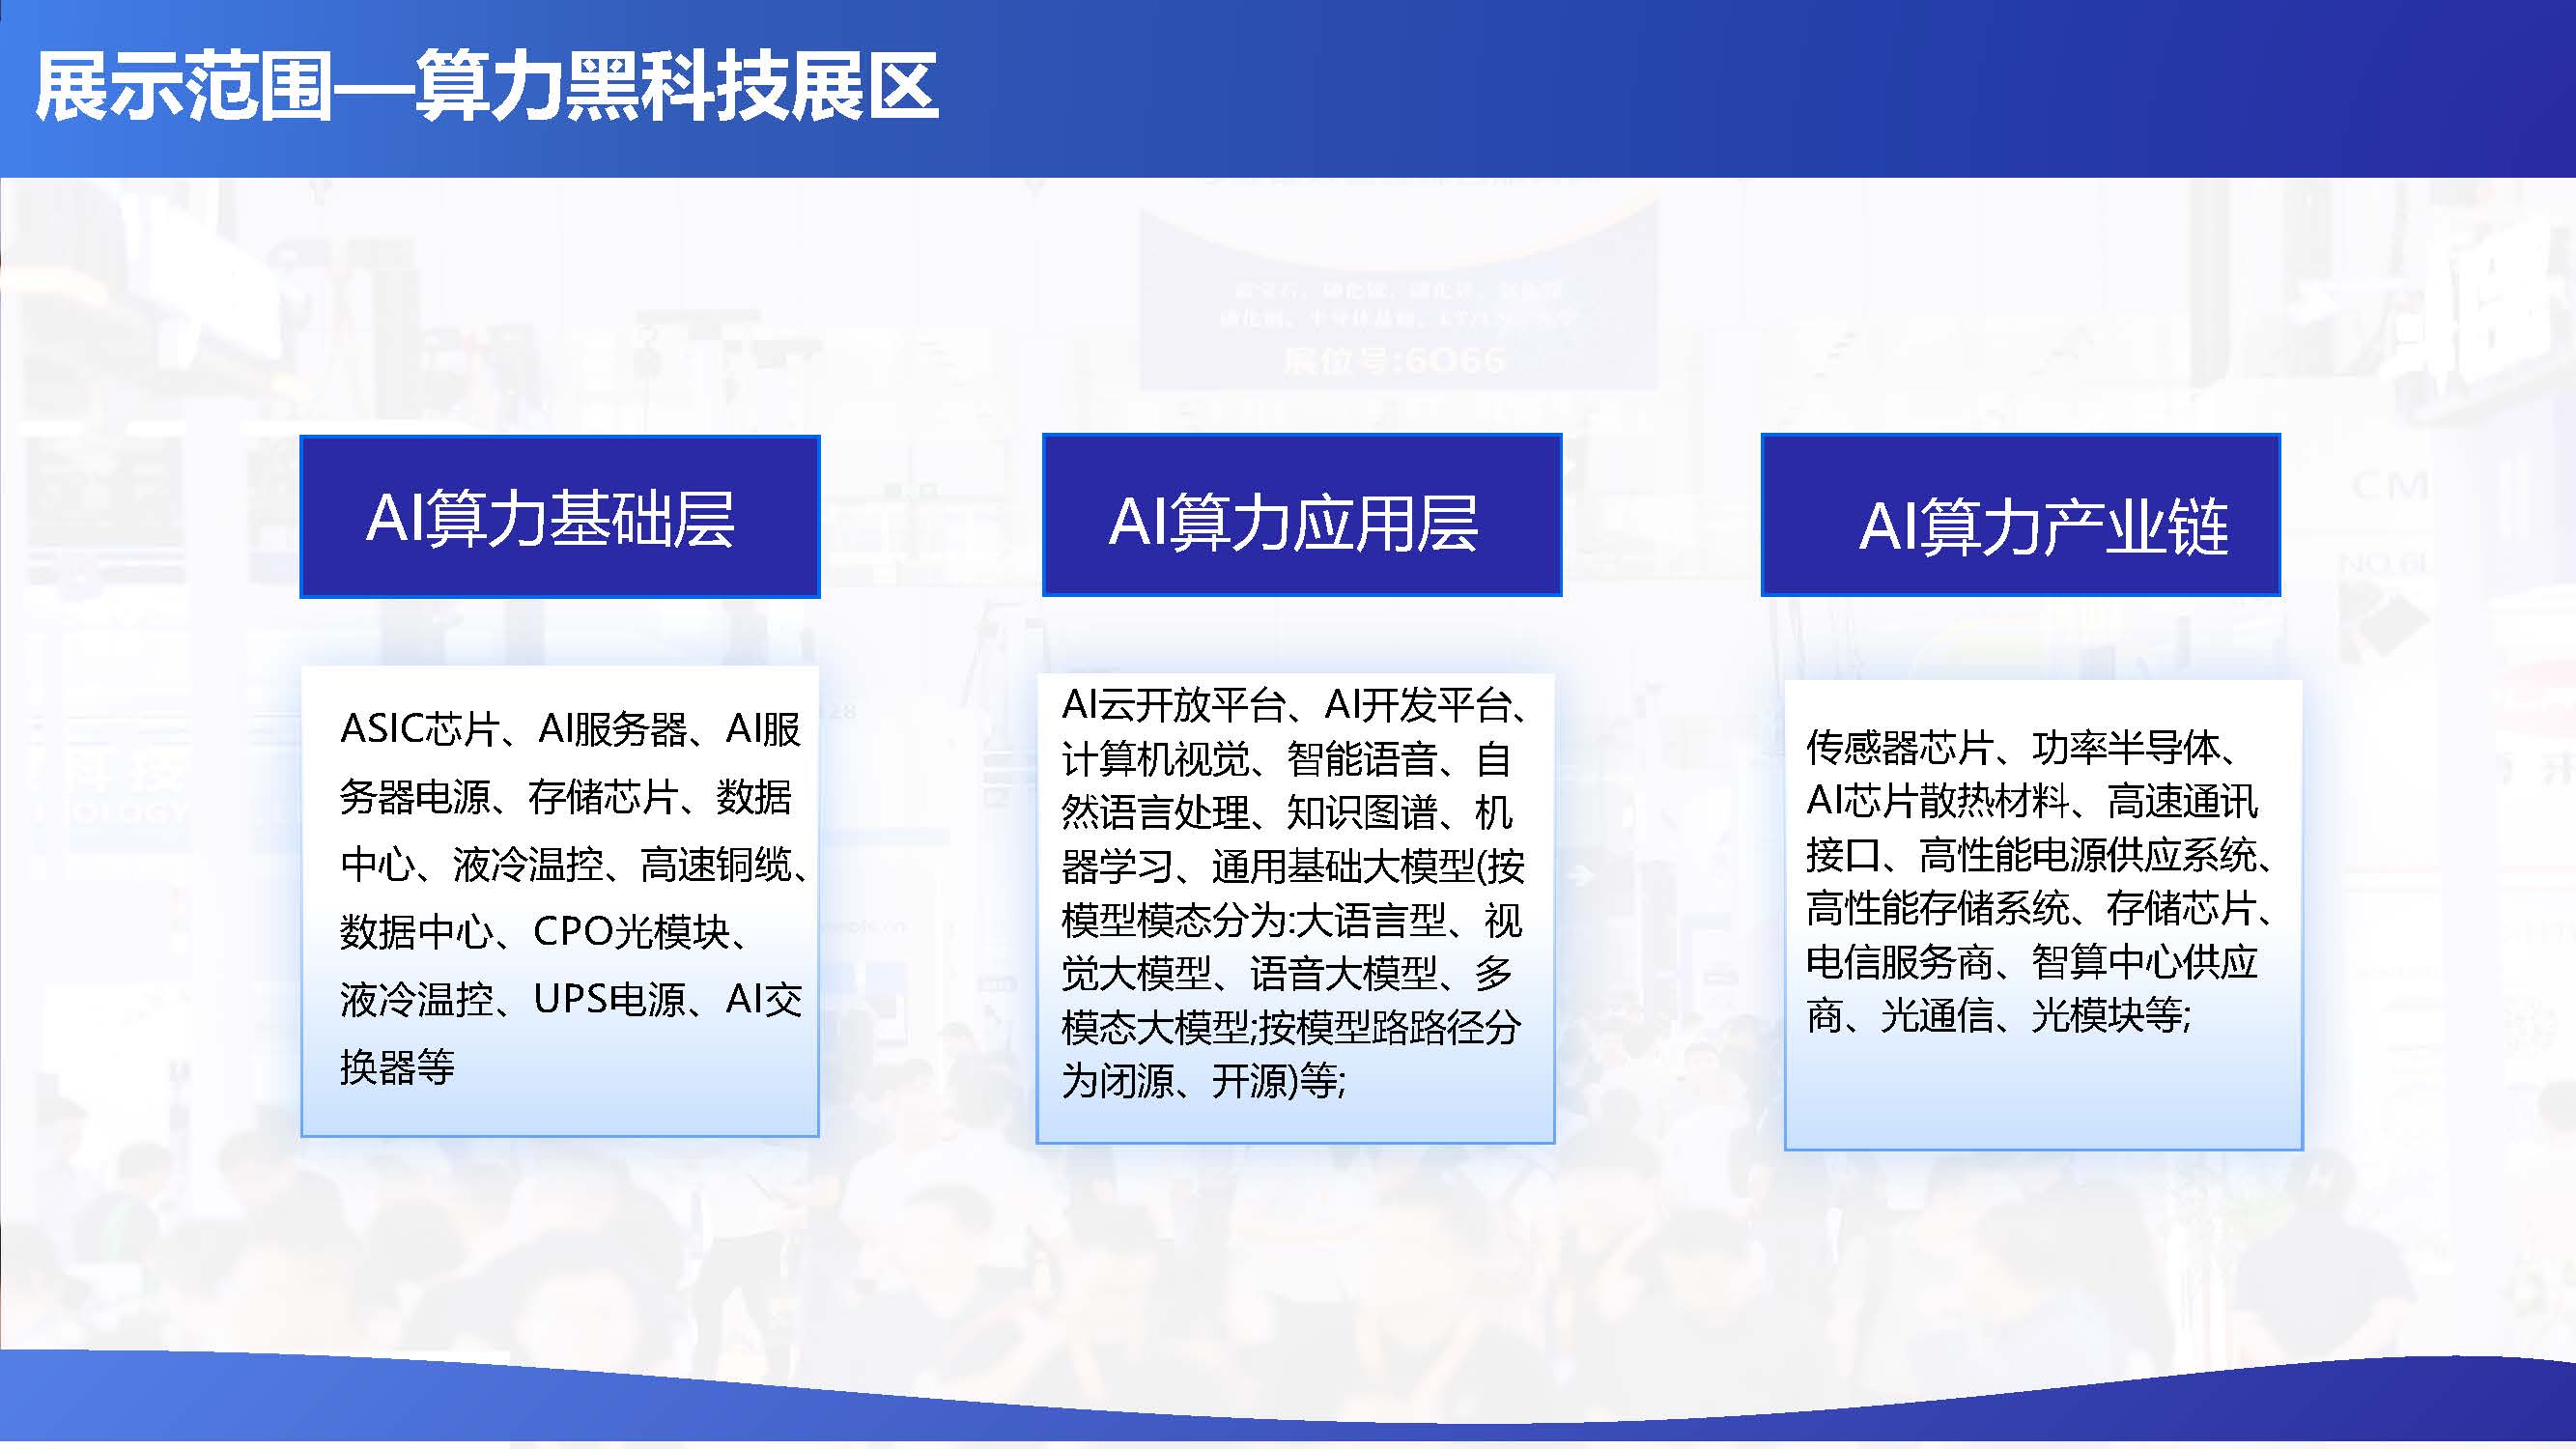 展示范围—算力黑科技展区
展位号:6O66
CM
NO.6
AI算力基础层
ASIC芯片、AI服务器、AI服
务器电源、存储芯片、数据
中心、液冷温控、高速铜缆、
数据中心、CPO光模块、
液冷温控、UPS电源、AI交
换器等
AI算力应用层
AI云开放平台、AI开发平台、
计算机视觉、智能语音、自
然语言处理、知识图谱、机
器学习、通用基础大模型(按
模型模态分为:大语言型、视
觉大模型、语音大模型、多
模态大模型;按模型路路径分
为闭源、开源)等;
AI算力产业链
传感器芯片、功率半导体、
AI芯片散热材料、高速通讯
接口、高性能电源供应系统、
高性能存储系统、存储芯片、
电信服务商、智算中心供应
商、光通信、光模块等;